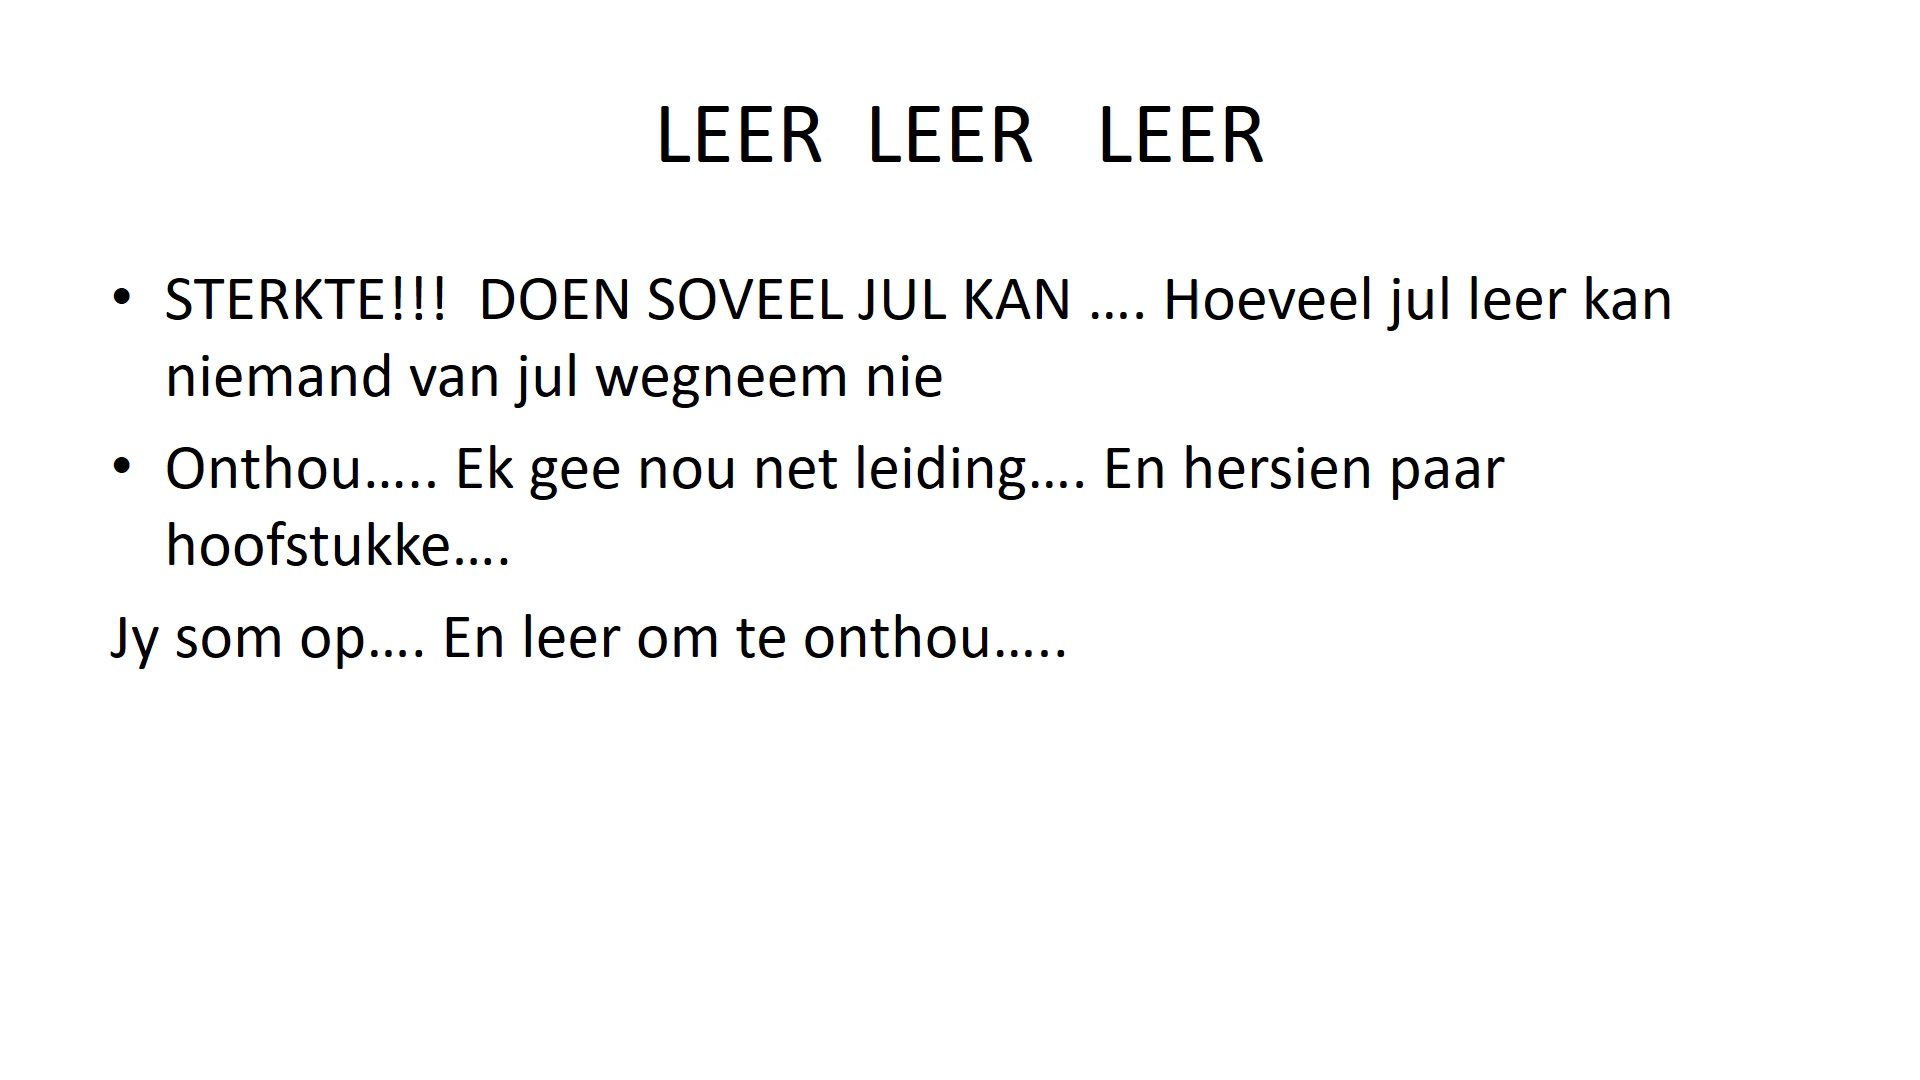 LEER  LEER   LEER
• STERKTE!!!  DOEN SOVEEL JUL KAN .... Hoeveel jul leer kan
niemand van jul wegneem nie
• Onthou..... Ek gee nou net leiding.... En hersien paar
hoofstukke....
Jy som op.... En leer om te onthou.....